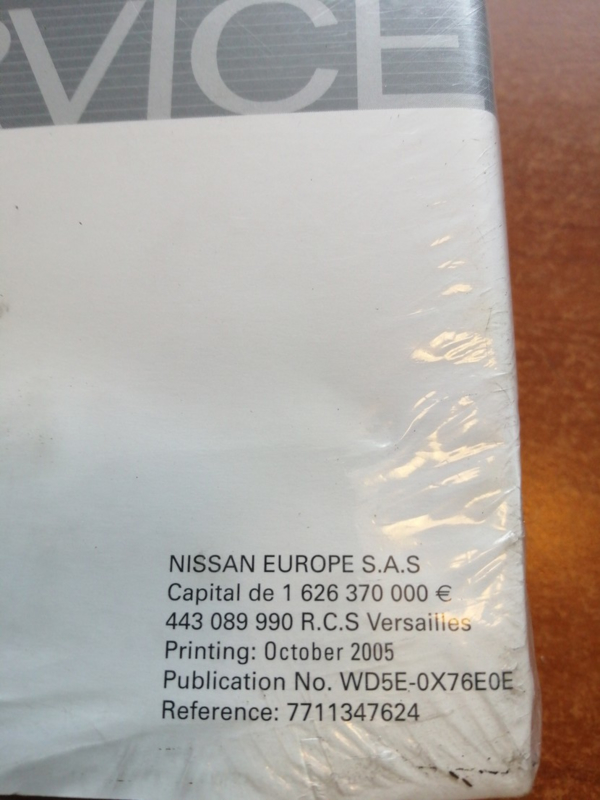 RVICE
NISSAN EUROPE S.A.S
Capital de 1 626 370 000 €
443 089 990 R.C.S Versailles
Printing: October 2005
Publication No. WD5E-0X76E0E
Reference: 7711347624